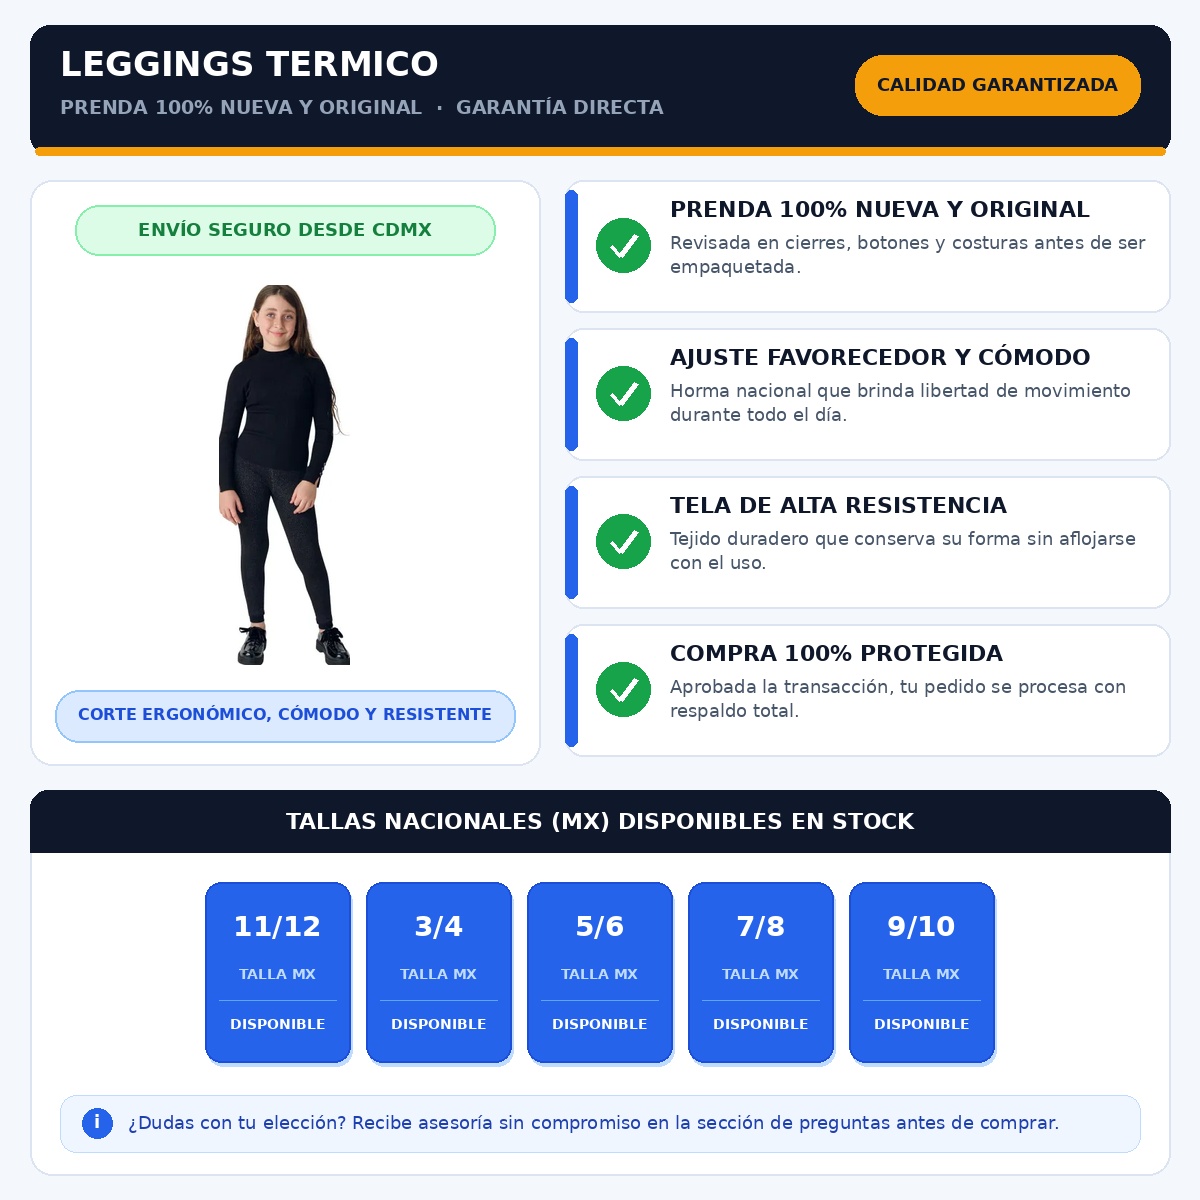 LEGGINGS TERMICO
PRENDA 100% NUEVA Y ORIGINAL · GARANTÍA DIRECTA
CALIDAD GARANTIZADA
ENVÍO SEGURO DESDE CDMX
CORTE ERGONÓMICO, CÓMODO Y RESISTENTE
PRENDA 100% NUEVA Y ORIGINAL
Revisada en cierres, botones y costuras antes de ser
empaquetada.
AJUSTE FAVORECEDOR Y CÓMODO
Horma nacional que brinda libertad de movimiento
durante todo el día.
TELA DE ALTA RESISTENCIA
Tejido duradero que conserva su forma sin aflojarse
con el uso.
COMPRA 100% PROTEGIDA
Aprobada la transacción, tu pedido se procesa con
respaldo total.
TALLAS NACIONALES (MX) DISPONIBLES EN STOCK
11/12
TALLA MX
DISPONIBLE
3/4
TALLA MX
DISPONIBLE
5/6
TALLA MX
DISPONIBLE
7/8
TALLA MX
DISPONIBLE
9/10
TALLA MX
DISPONIBLE
i
¿Dudas con tu elección? Recibe asesoría sin compromiso en la sección de preguntas antes de comprar.